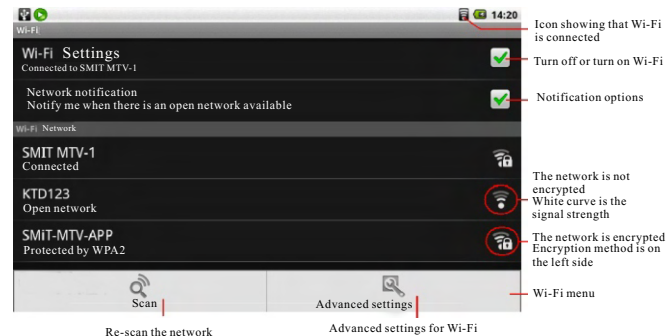 14:20
Wi-Fi
Wi-Fi Settings
Connected to SMIT MTV-1
Network notification
Notify me when there is an open network available
Wi-Fi Network
SMIT MTV-1
Connected
KTD123
Open network
SMiT-MTV-APP
Protected by WPA2
Scan
Advanced settings
Icon showing that Wi-Fi
is connected
Turn off or turn on Wi-Fi
Notification options
The network is not
encrypted
White curve is the
signal strength
The network is encrypted
Encryption method is on
the left side
Wi-Fi menu
Re-scan the network
Advanced settings for Wi-Fi